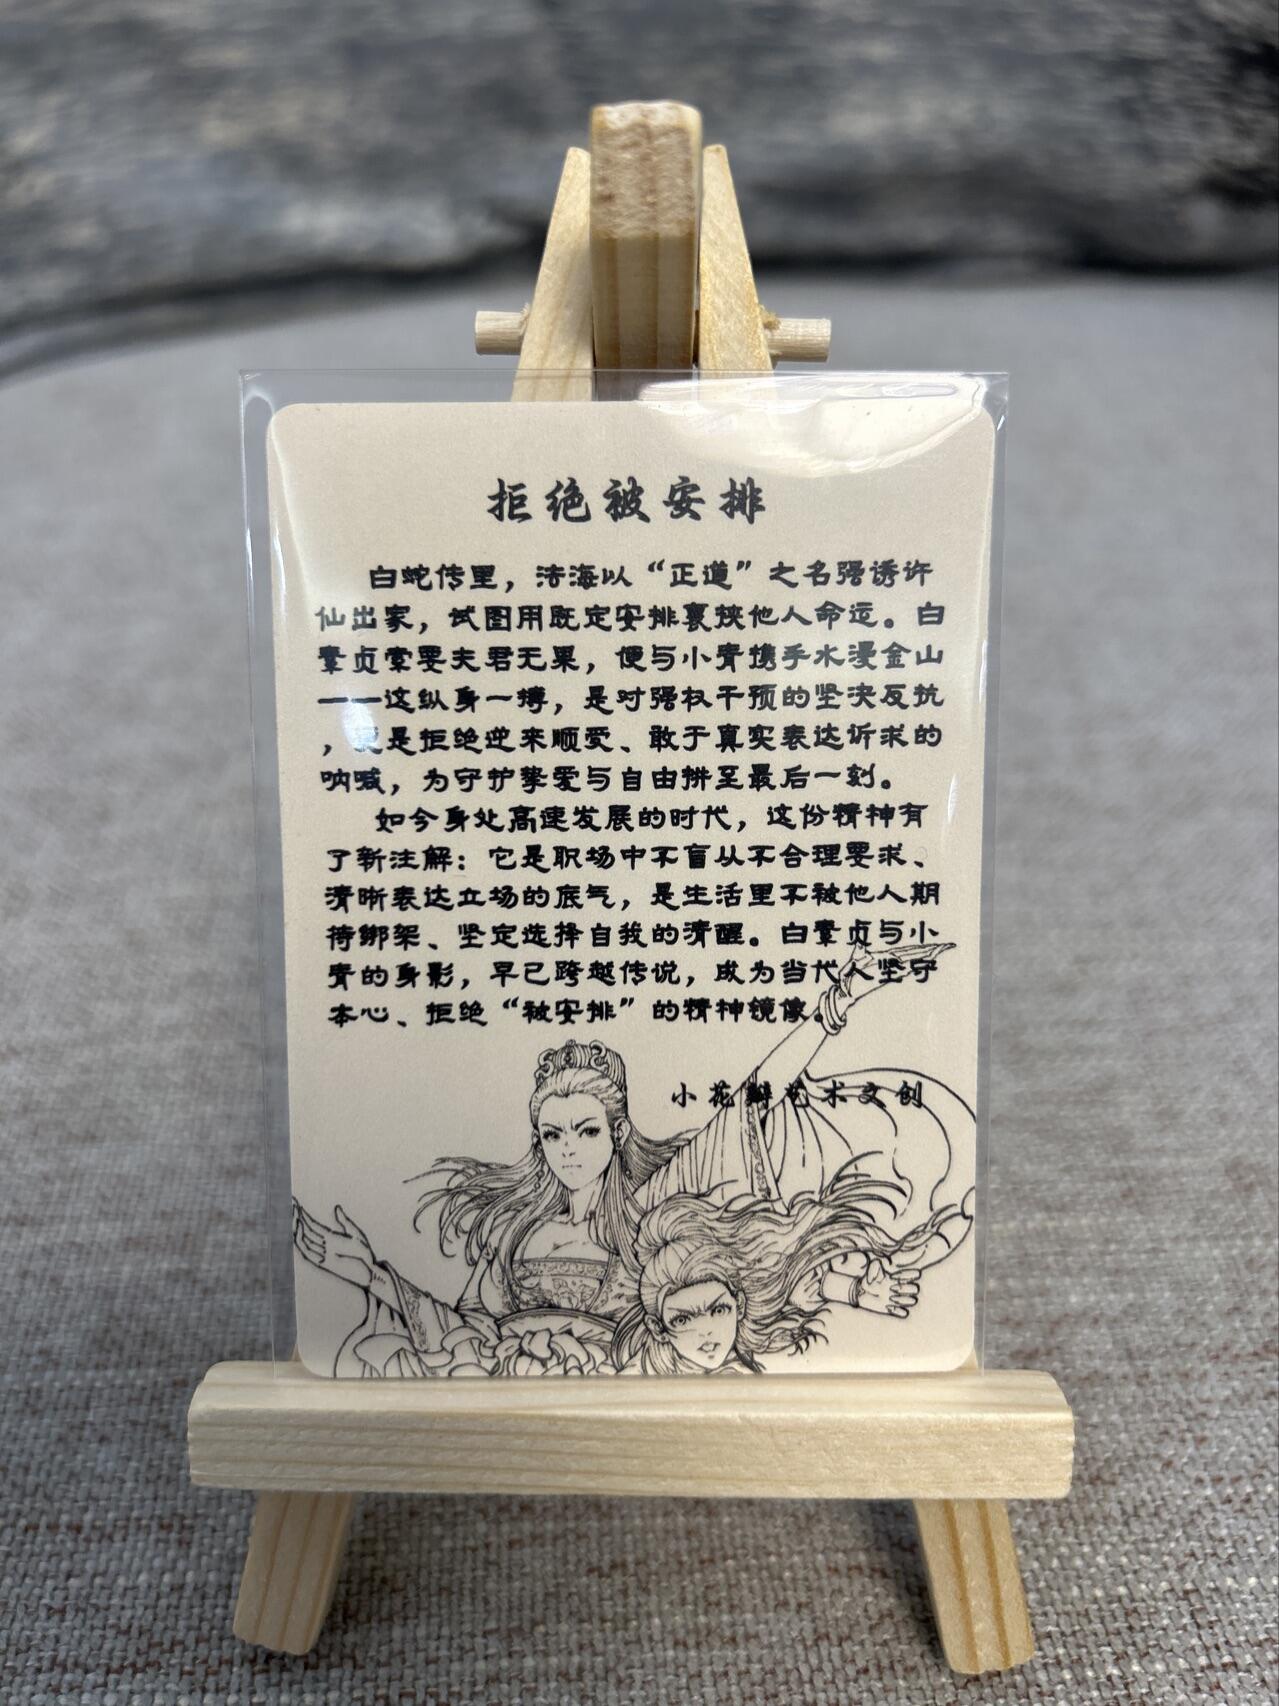 拒绝被安排
白蛇传里，法海以“正道”之名强诱许
仙出家，试图用既定安排裹挟他人命运。白
素贞索要夫君无果，便与小青携手水漫金山
——这纵身一搏，是对强权干预的坚决反抗
，更是拒绝逆来顺受、敢于真实表达诉求的
呐喊，为守护挚爱与自由拼至最后一刻。
如今身处高速发展的时代，这份精神有
了新注解：它是职场中不盲从不合理要求、
清晰表达立场的底气，是生活里不被他人期
待绑架、坚定选择自我的清醒。白素贞与小
青的身影，早已跨越传说，成为当代人坚守
本心、拒绝“被安排”的精神镜像。
小花瓣艺术文创